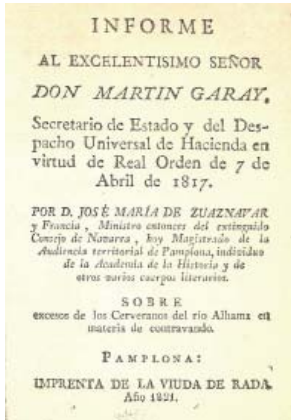 INFORME
AL EXCELENTISIMO SEÑOR
DON MARTIN GARAY,
Secretario de Estado y del Des-
pacho Universal de Hacienda en
virtud de Real Orden de 7 de
Abril de 1817.
POR D. JOSÉ MARÍA DE ZUAZNAVAR
y Francia, Ministro entonces del extinguido
Consejo de Navarra, hoy Magistrado de la
Audiencia territorial de Pamplona, individuo
de la Academia de la Historia y de
otros varios cuerpos literarios.
SOBRE
excesos de los Cerveranos del rio Alhama en
materia de contravando.
PAMPLONA:
IMPRENTA DE LA VIUDA DE RADA.
Año 1821.